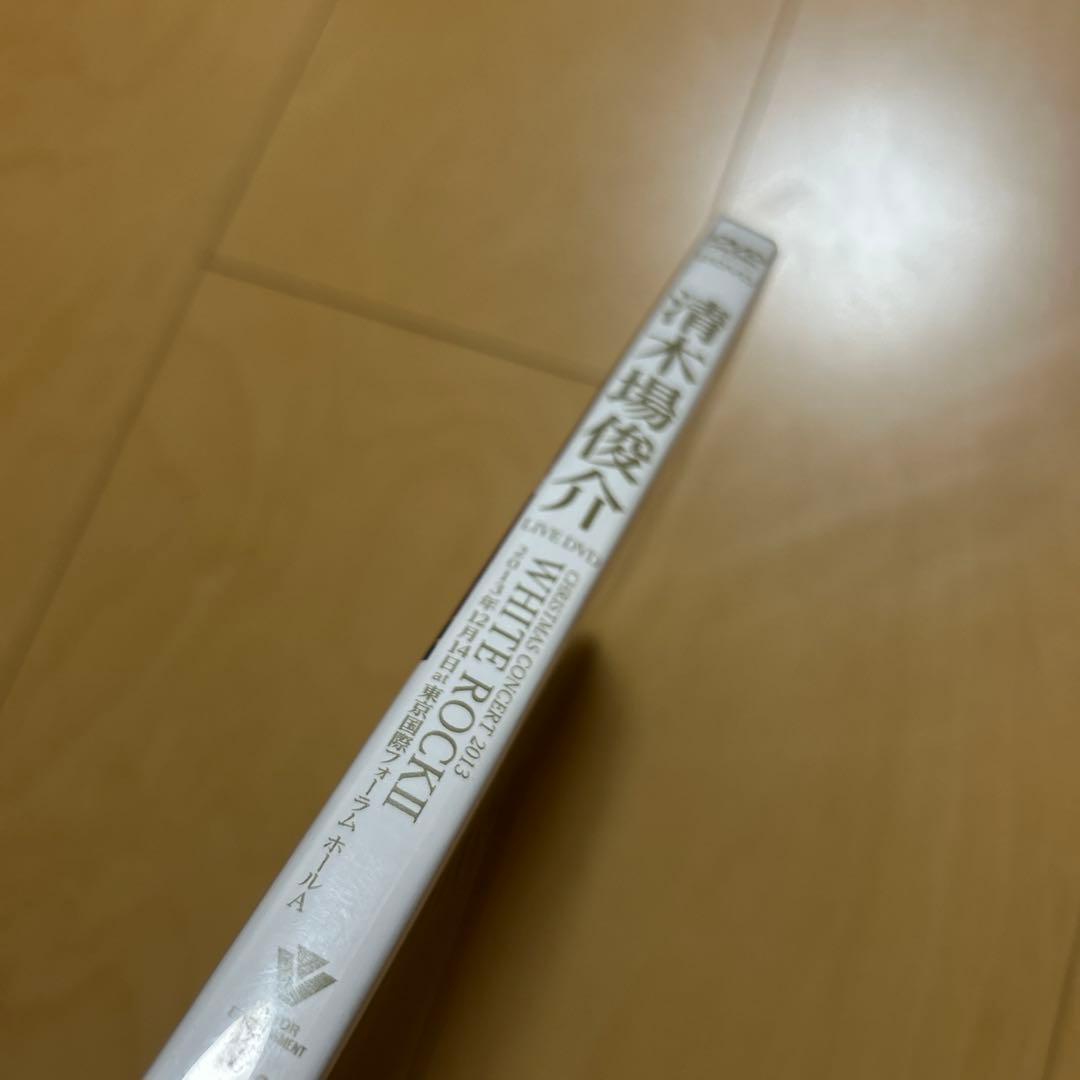 DVD
清木場俊介
LIVE DVD
CHRISTMAS CONCERT 2013
WHITE ROCK II
2013年12月14日 at 東京国際フォーラム ホールA